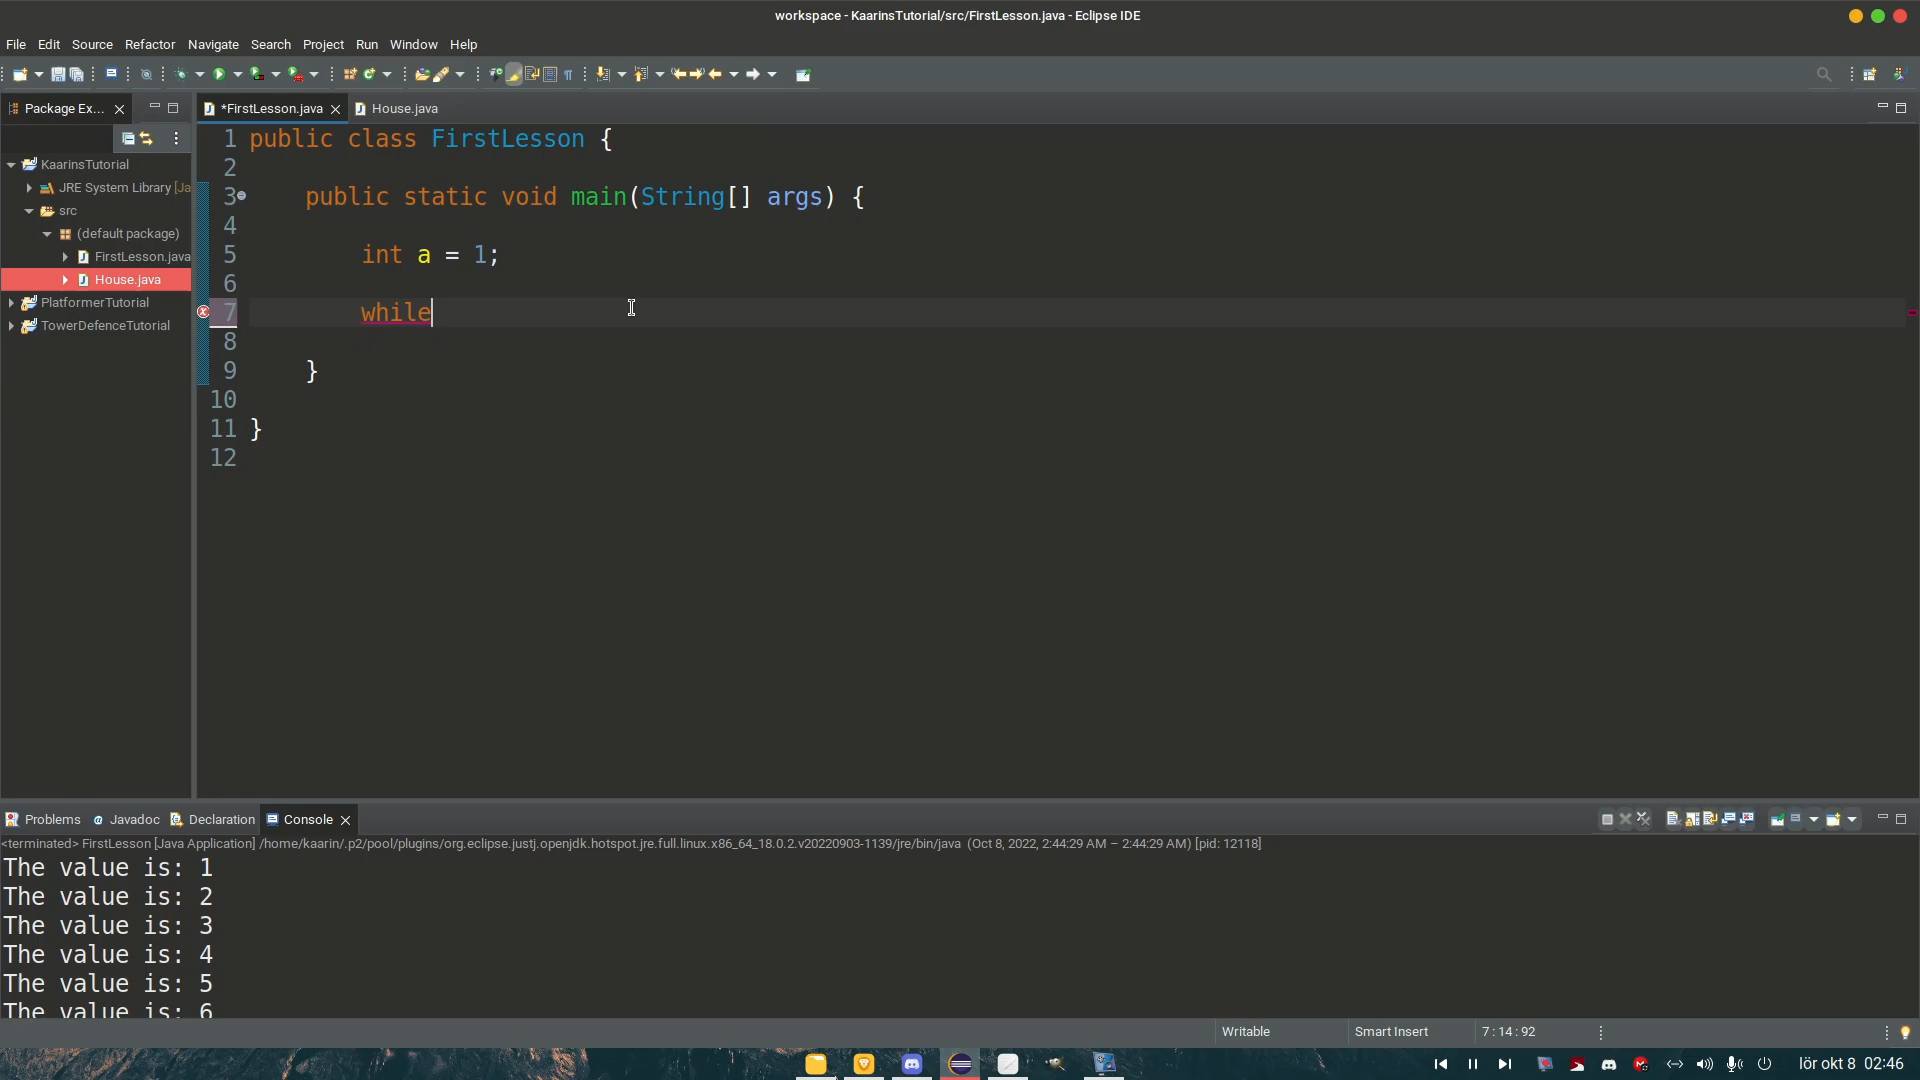 workspace - KaarinsTutorial/src/FirstLesson.java - Eclipse IDE
File Edit Source Refactor Navigate Search Project Run Window Help
Package Ex... *FirstLesson.java House.java
KaarinsTutorial
JRE System Library [Ja
src
(default package)
FirstLesson.java
House.java
PlatformerTutorial
TowerDefenceTutorial
1 public class FirstLesson {
2
3 public static void main(String[] args) {
4
5 int a = 1;
6
7 while
8
9 }
10
11 }
12
Problems @ Javadoc Declaration Console
<terminated> FirstLesson [Java Application] /home/kaarin/.p2/pool/plugins/org.eclipse.justj.openjdk.hotspot.jre.full.linux.x86_64_18.0.2.v20220903-1139/jre/bin/java (Oct 8, 2022, 2:44:29 AM – 2:44:29 AM) [pid: 12118]
The value is: 1
The value is: 2
The value is: 3
The value is: 4
The value is: 5
The value is: 6
Writable Smart Insert 7 : 14 : 92
lör okt 8 02:46